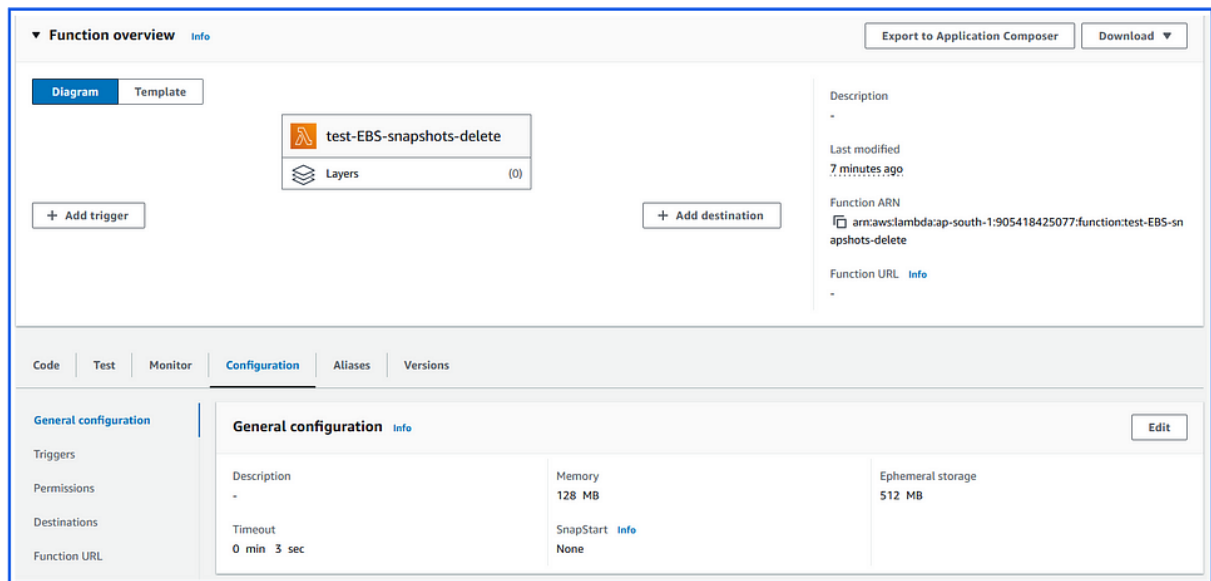 ▼ Function overview Info
Export to Application Composer
Download ▼
Diagram
Template
test-EBS-snapshots-delete
Layers (0)
+ Add trigger
+ Add destination
Description
-
Last modified
7 minutes ago
Function ARN
arn:aws:lambda:ap-south-1:905418425077:function:test-EBS-sn
apshots-delete
Function URL Info
-
Code
Test
Monitor
Configuration
Aliases
Versions
General configuration
Triggers
Permissions
Destinations
Function URL
General configuration Info
Edit
Description
-
Memory
128 MB
Ephemeral storage
512 MB
Timeout
0 min 3 sec
SnapStart Info
None